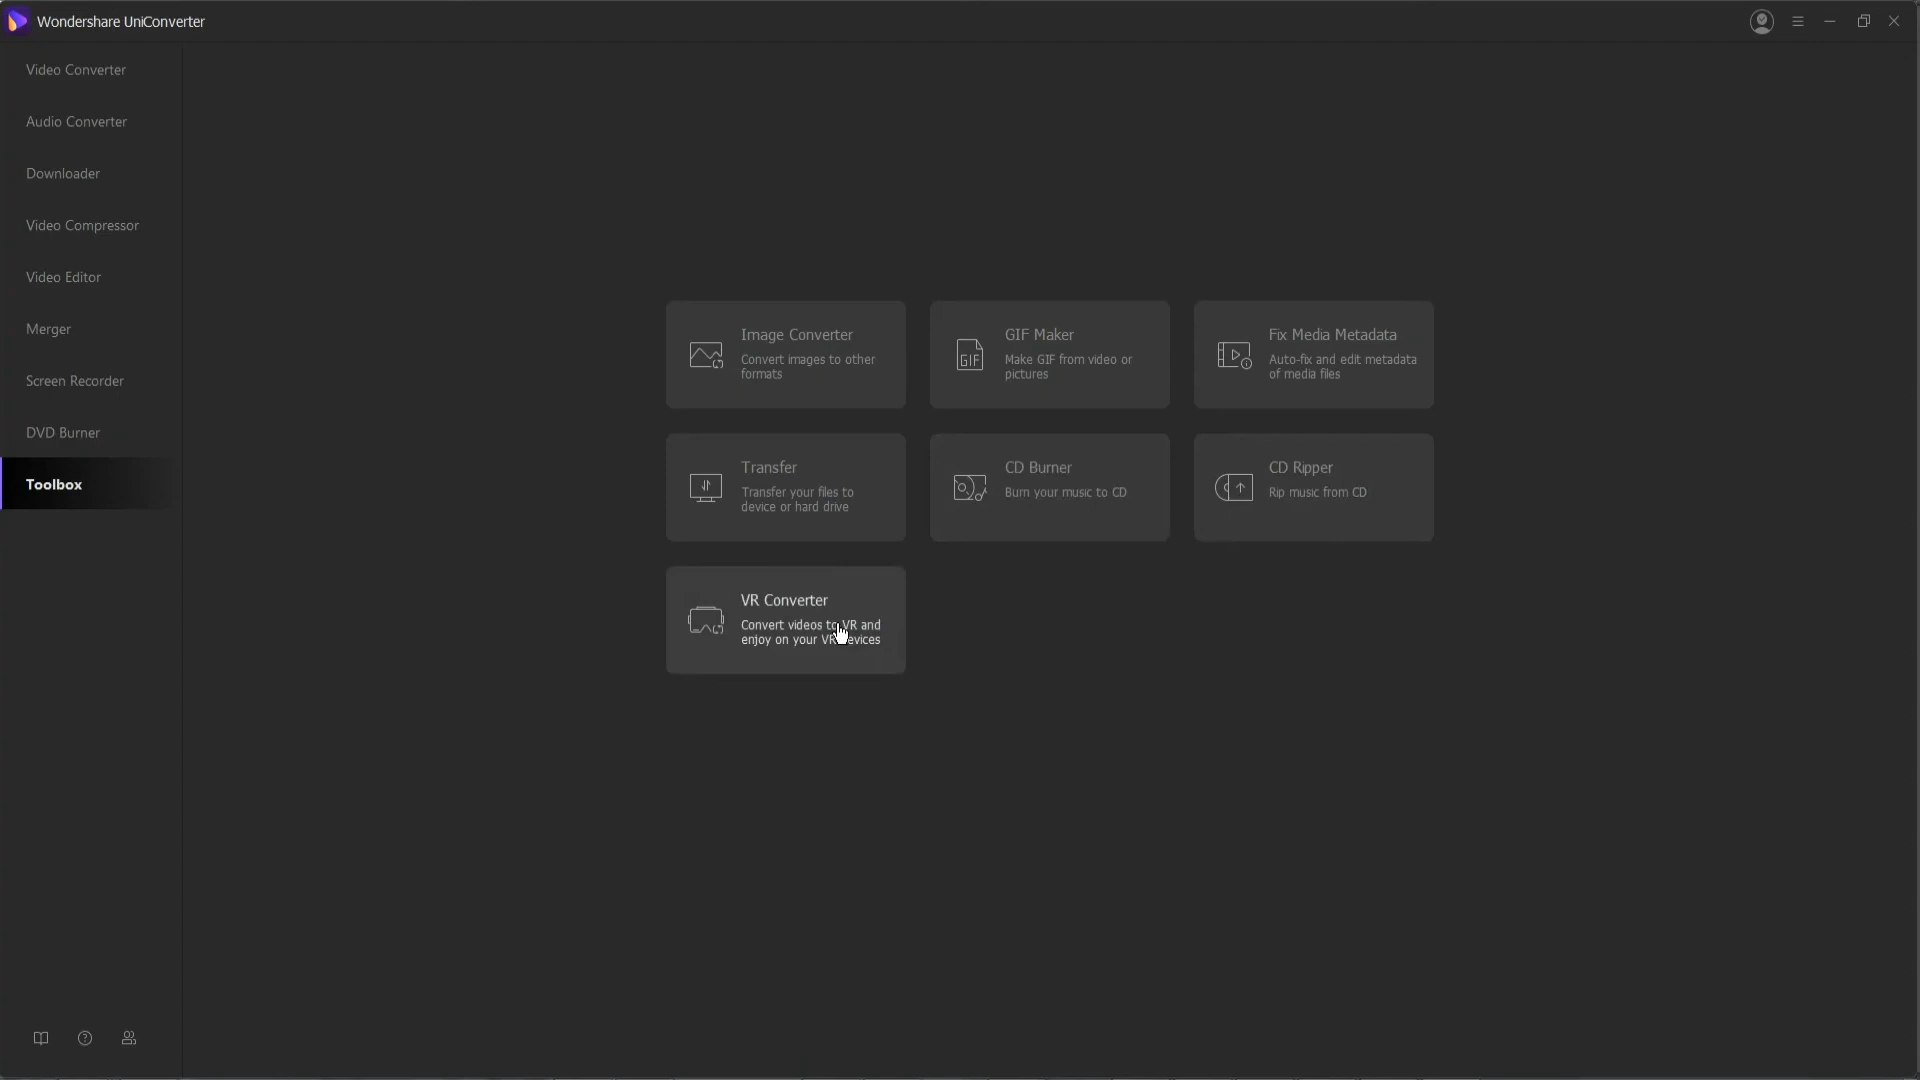 Wondershare UniConverter
Video Converter
Audio Converter
Downloader
Video Compressor
Video Editor
Merger
Screen Recorder
DVD Burner
Toolbox
Image Converter
Convert images to other
formats
GIF Maker
Make GIF from video or
pictures
GIF
Fix Media Metadata
Auto-fix and edit metadata
of media files
Transfer
Transfer your files to
device or hard drive
CD Burner
Burn your music to CD
CD Ripper
Rip music from CD
VR Converter
Convert videos to VR and
enjoy on your VR devices